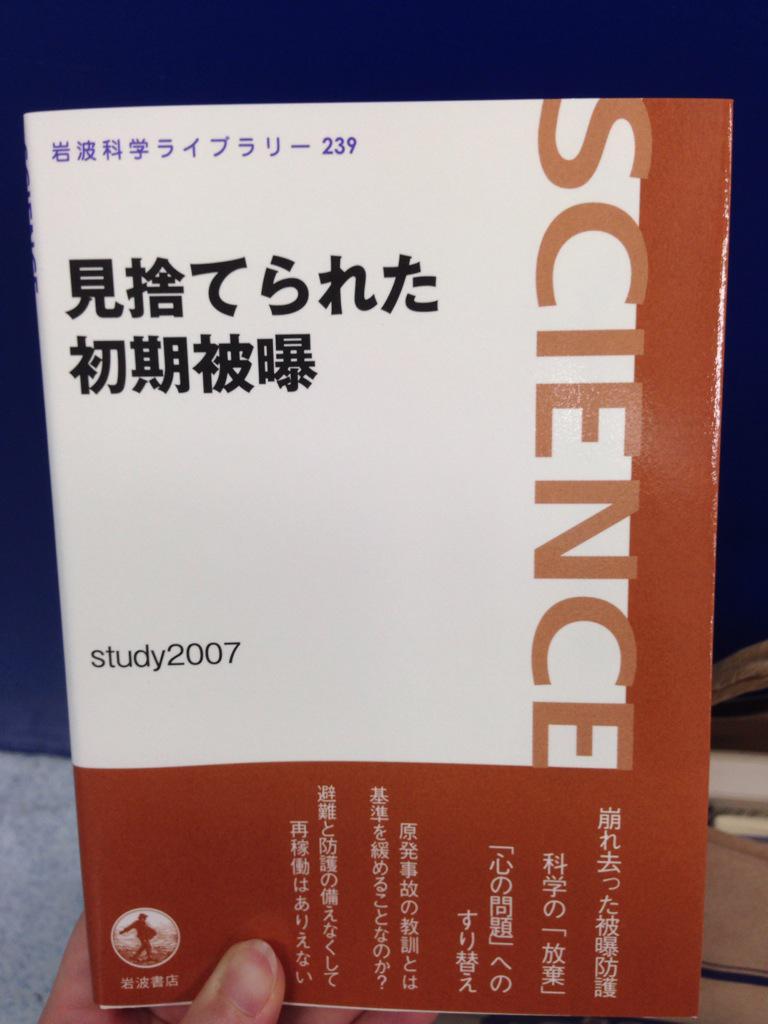 岩波科学ライブラリー 239
見捨てられた
初期被曝
study2007
SCIENCE
崩れ去った被曝防護
科学の「放棄」
「心の問題」への
すり替え
原発事故の教訓とは
基準を緩めることなのか?
避難と防護の備えなくして
再稼働はありえない
岩波書店